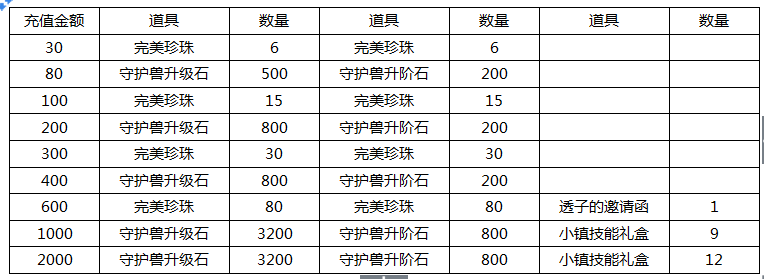 充值金额 道具 数量 道具 数量 道具 数量
30 完美珍珠 6 完美珍珠 6
80 守护兽升级石 500 守护兽升阶石 200
100 完美珍珠 15 完美珍珠 15
200 守护兽升级石 800 守护兽升阶石 200
300 完美珍珠 30 完美珍珠 30
400 守护兽升级石 800 守护兽升阶石 200
600 完美珍珠 80 完美珍珠 80 透子的邀请函 1
1000 守护兽升级石 3200 守护兽升阶石 800 小镇技能礼盒 9
2000 守护兽升级石 3200 守护兽升阶石 800 小镇技能礼盒 12